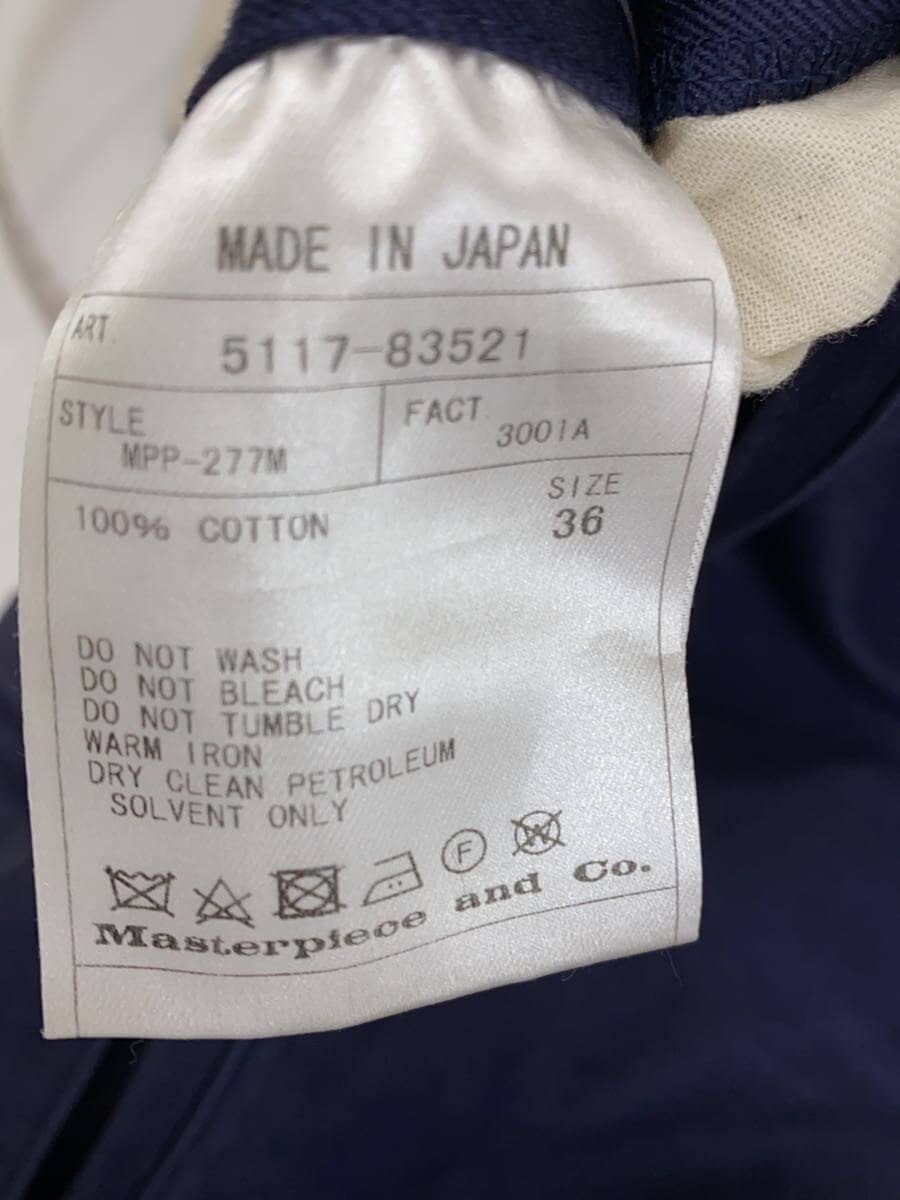 MADE IN JAPAN
ART. 5117-83521
STYLE
MPP-277M
FACT.
3001A
100% COTTON
SIZE
36
DO NOT WASH
DO NOT BLEACH
DO NOT TUMBLE DRY
WARM IRON
DRY CLEAN PETROLEUM
SOLVENT ONLY
F W
Masterpiece and Co.